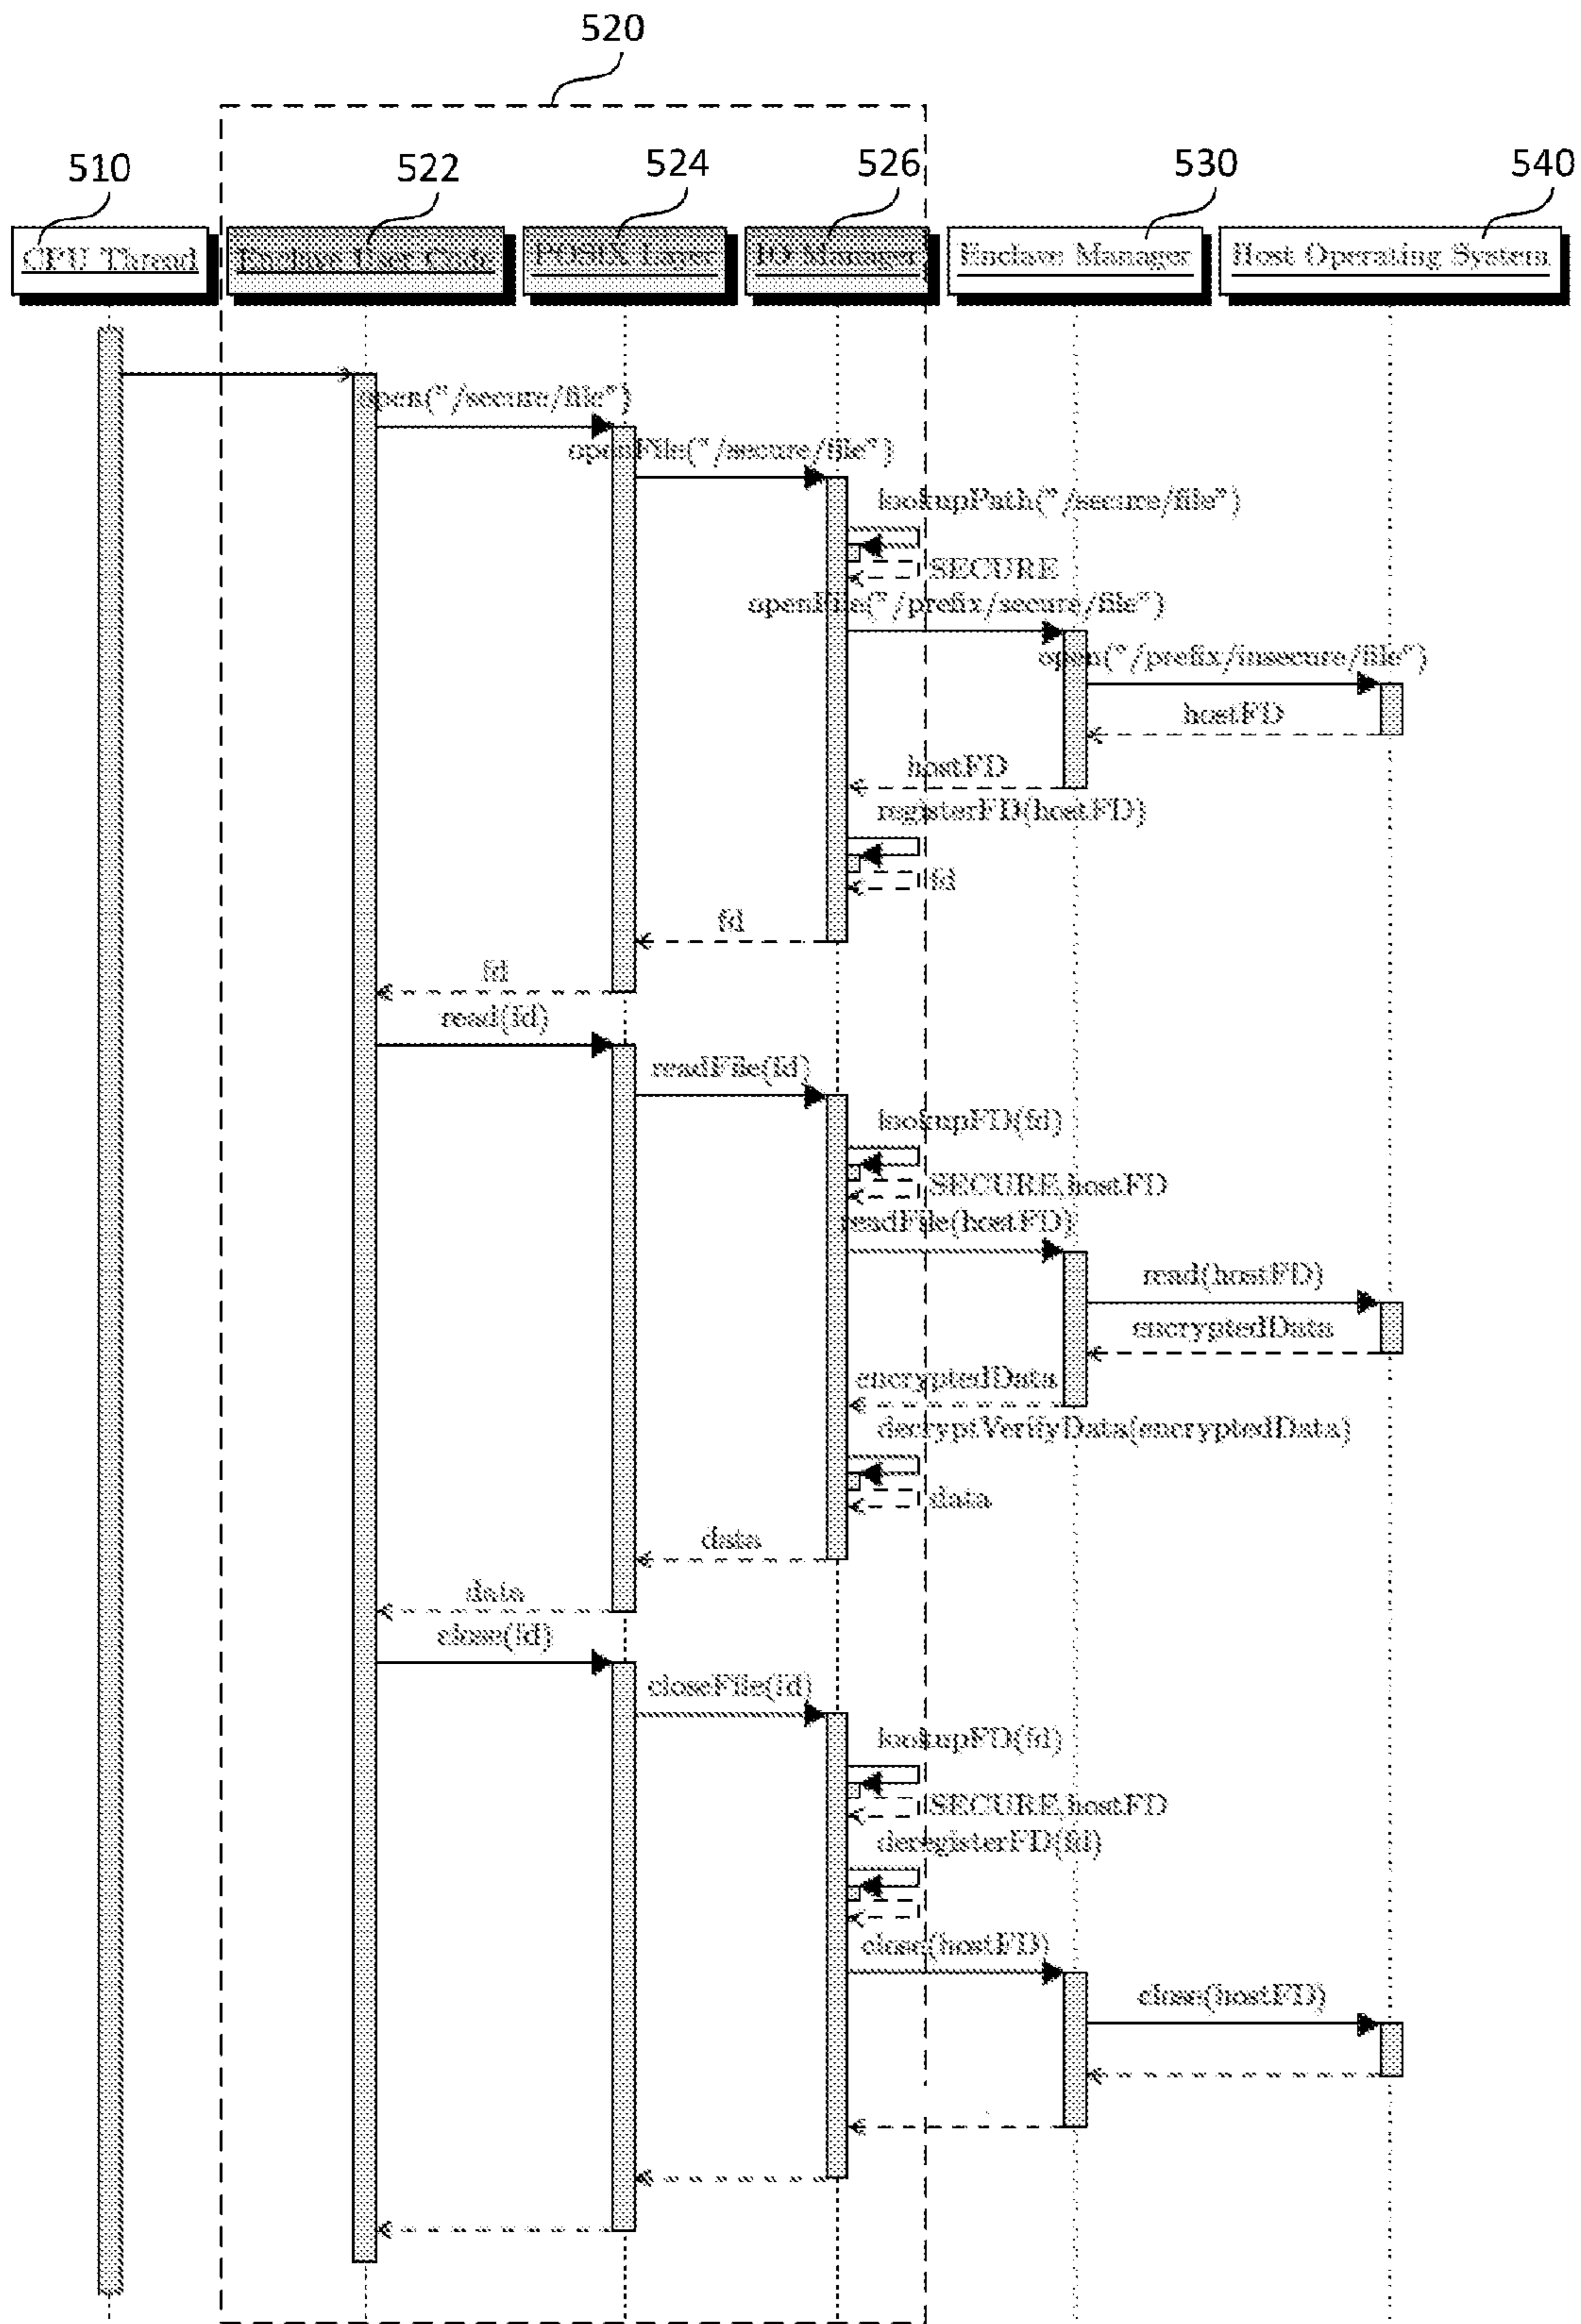 520
510
522
524
526
530
540
CPU Thread
Enclave User Code
POSIX Layer
I/O Manager
Enclave Manager
Host Operating System
open("/secure/file")
openFile("/secure/file")
lookupPath("/secure/file")
SECURE
openFile("/prefix/secure/file")
open("/prefix/insecure/file")
hostFD
hostFD
registerFD(hostFD)
fd
fd
fd
read(fd)
readFile(fd)
lookupFD(fd)
SECURE,hostFD
readFile(hostFD)
read(hostFD)
encryptedData
encryptedData
decryptVerifyData(encryptedData)
data
data
data
close(fd)
closeFile(fd)
lookupFD(fd)
SECURE,hostFD
deregisterFD(fd)
close(hostFD)
close(hostFD)